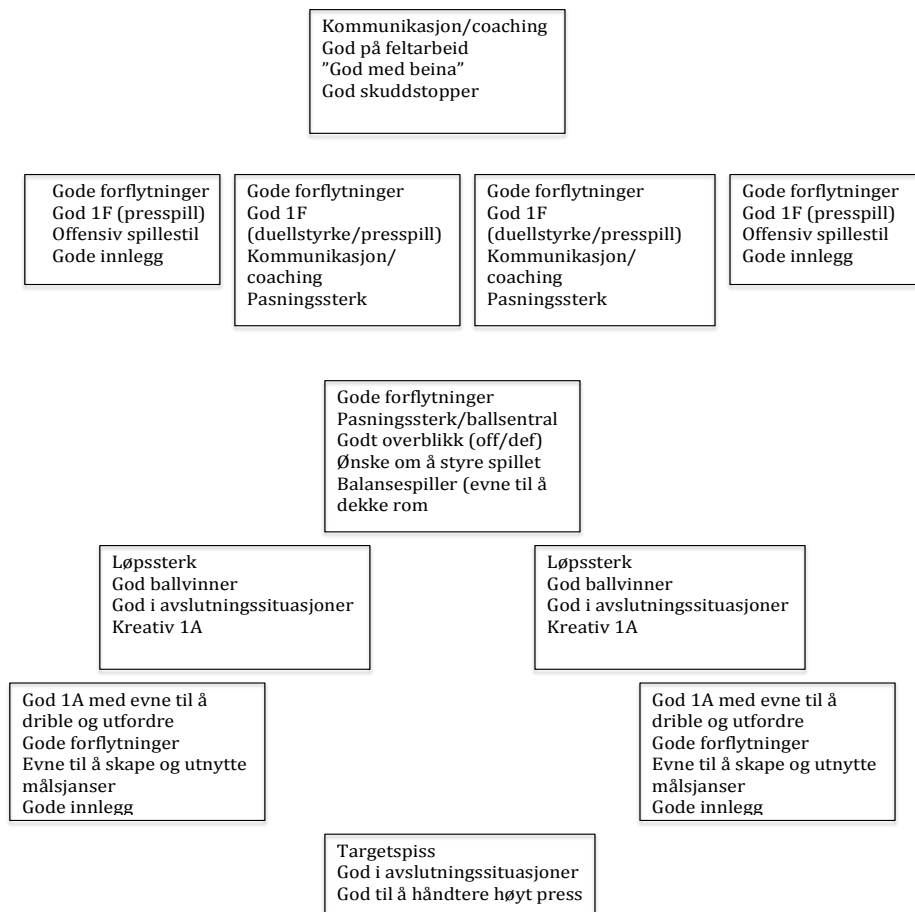 Kommunikasjon/coaching
God på feltarbeid
”God med beina”
God skuddstopper
Gode forflytninger
God 1F (presspill)
Offensiv spillestil
Gode innlegg
Gode forflytninger
God 1F
(duellstyrke/presspill)
Kommunikasjon/
coaching
Pasningssterk
Gode forflytninger
God 1F
(duellstyrke/presspill)
Kommunikasjon/
coaching
Pasningssterk
Gode forflytninger
God 1F (presspill)
Offensiv spillestil
Gode innlegg
Gode forflytninger
Pasningssterk/ballsentral
Godt overblikk (off/def)
Ønske om å styre spillet
Balansespiller (evne til å
dekke rom
Løpssterk
God ballvinner
God i avslutningssituasjoner
Kreativ 1A
Løpssterk
God ballvinner
God i avslutningssituasjoner
Kreativ 1A
God 1A med evne til å
drible og utfordre
Gode forflytninger
Evne til å skape og utnytte
målsjanser
Gode innlegg
God 1A med evne til å
drible og utfordre
Gode forflytninger
Evne til å skape og utnytte
målsjanser
Gode innlegg
Targetspiss
God i avslutningssituasjoner
God til å håndtere høyt press